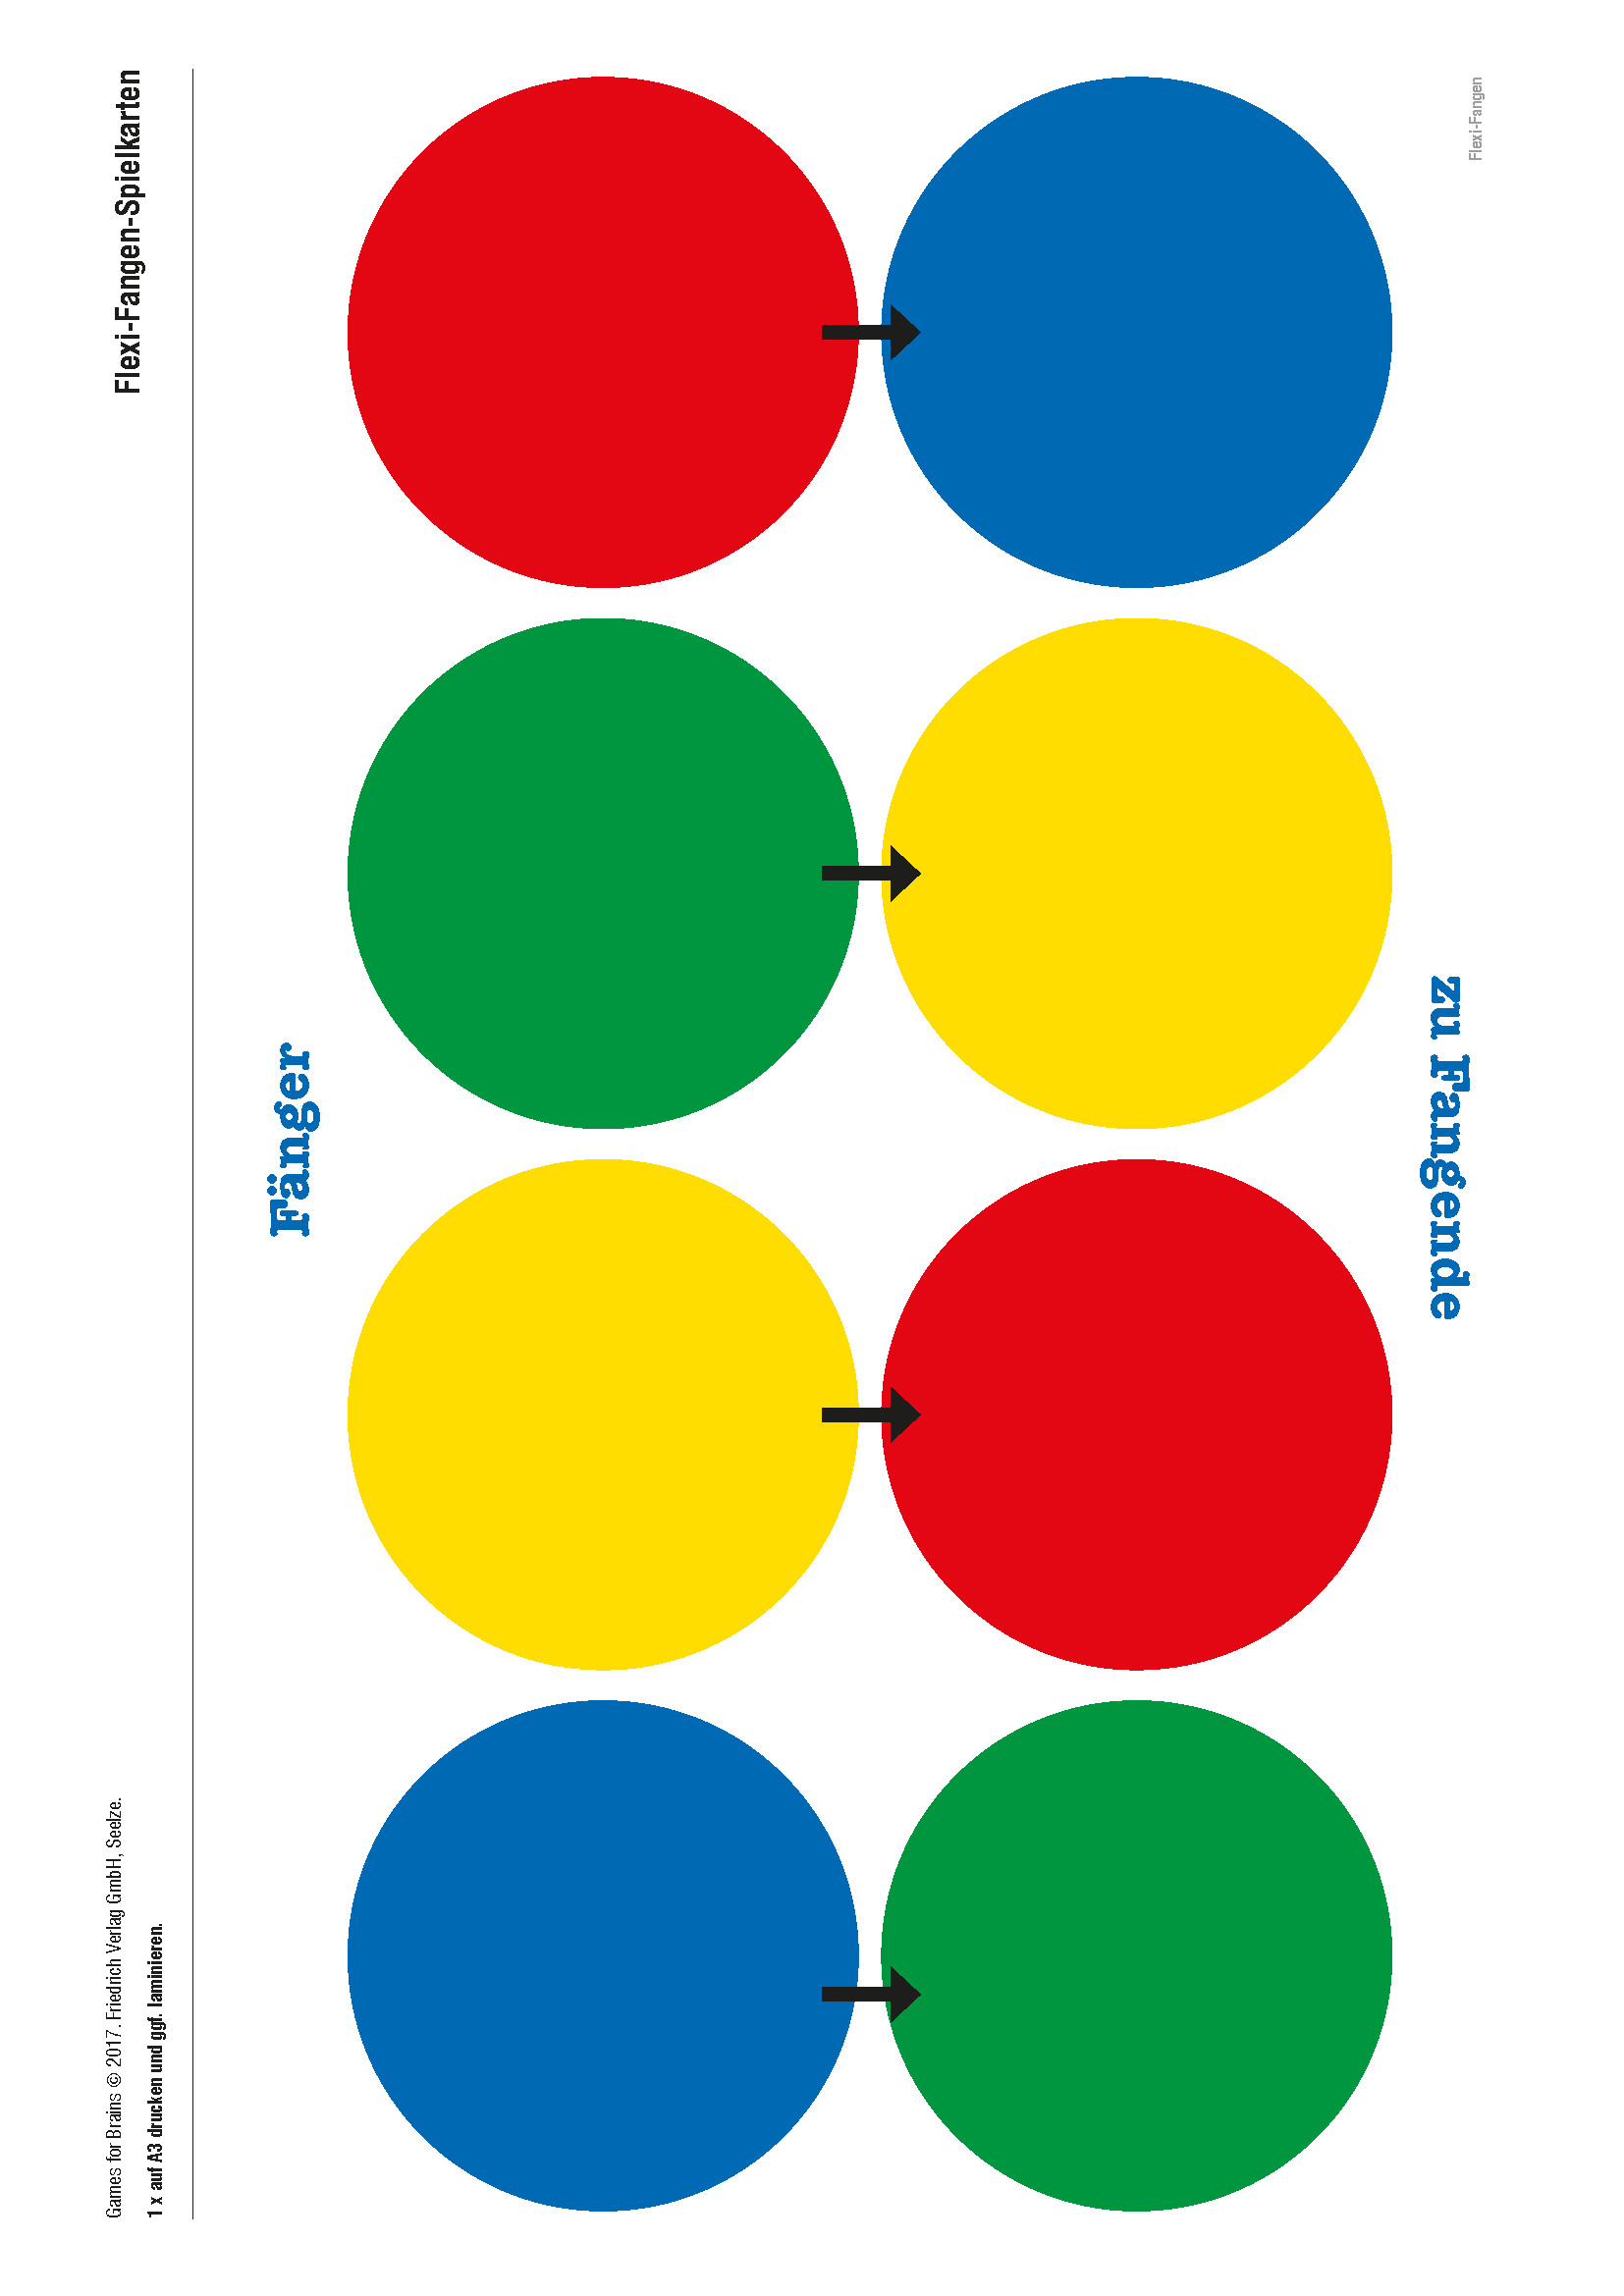 Games for Brains © 2017. Friedrich Verlag GmbH, Seelze.
1 x auf A3 drucken und ggf. laminieren.
Flexi-Fangen-Spielkarten
Fänger
zu Fangende
Flexi-Fangen